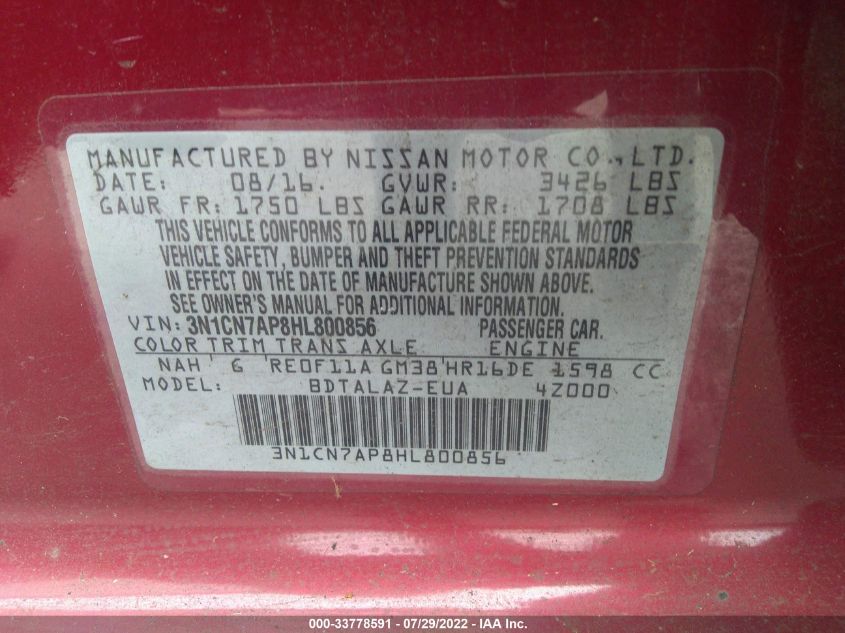 MANUFACTURED BY NISSAN MOTOR CO., LTD.
DATE: 08/16. GVWR: 3426 LBS
GAWR FR: 1750 LBS GAWR RR: 1708 LBS
THIS VEHICLE CONFORMS TO ALL APPLICABLE FEDERAL MOTOR
VEHICLE SAFETY, BUMPER AND THEFT PREVENTION STANDARDS
IN EFFECT ON THE DATE OF MANUFACTURE SHOWN ABOVE.
SEE OWNER'S MANUAL FOR ADDITIONAL INFORMATION.
VIN: 3N1CN7AP8HL800856 PASSENGER CAR.
COLOR TRIM TRANS AXLE ENGINE
NAH G RE0F11A GM38 HR16DE 1598 CC
MODEL: BDTALAZ-EUA 4Z000
3N1CN7AP8HL800856
000-33778591 - 07/29/2022 - IAA Inc.